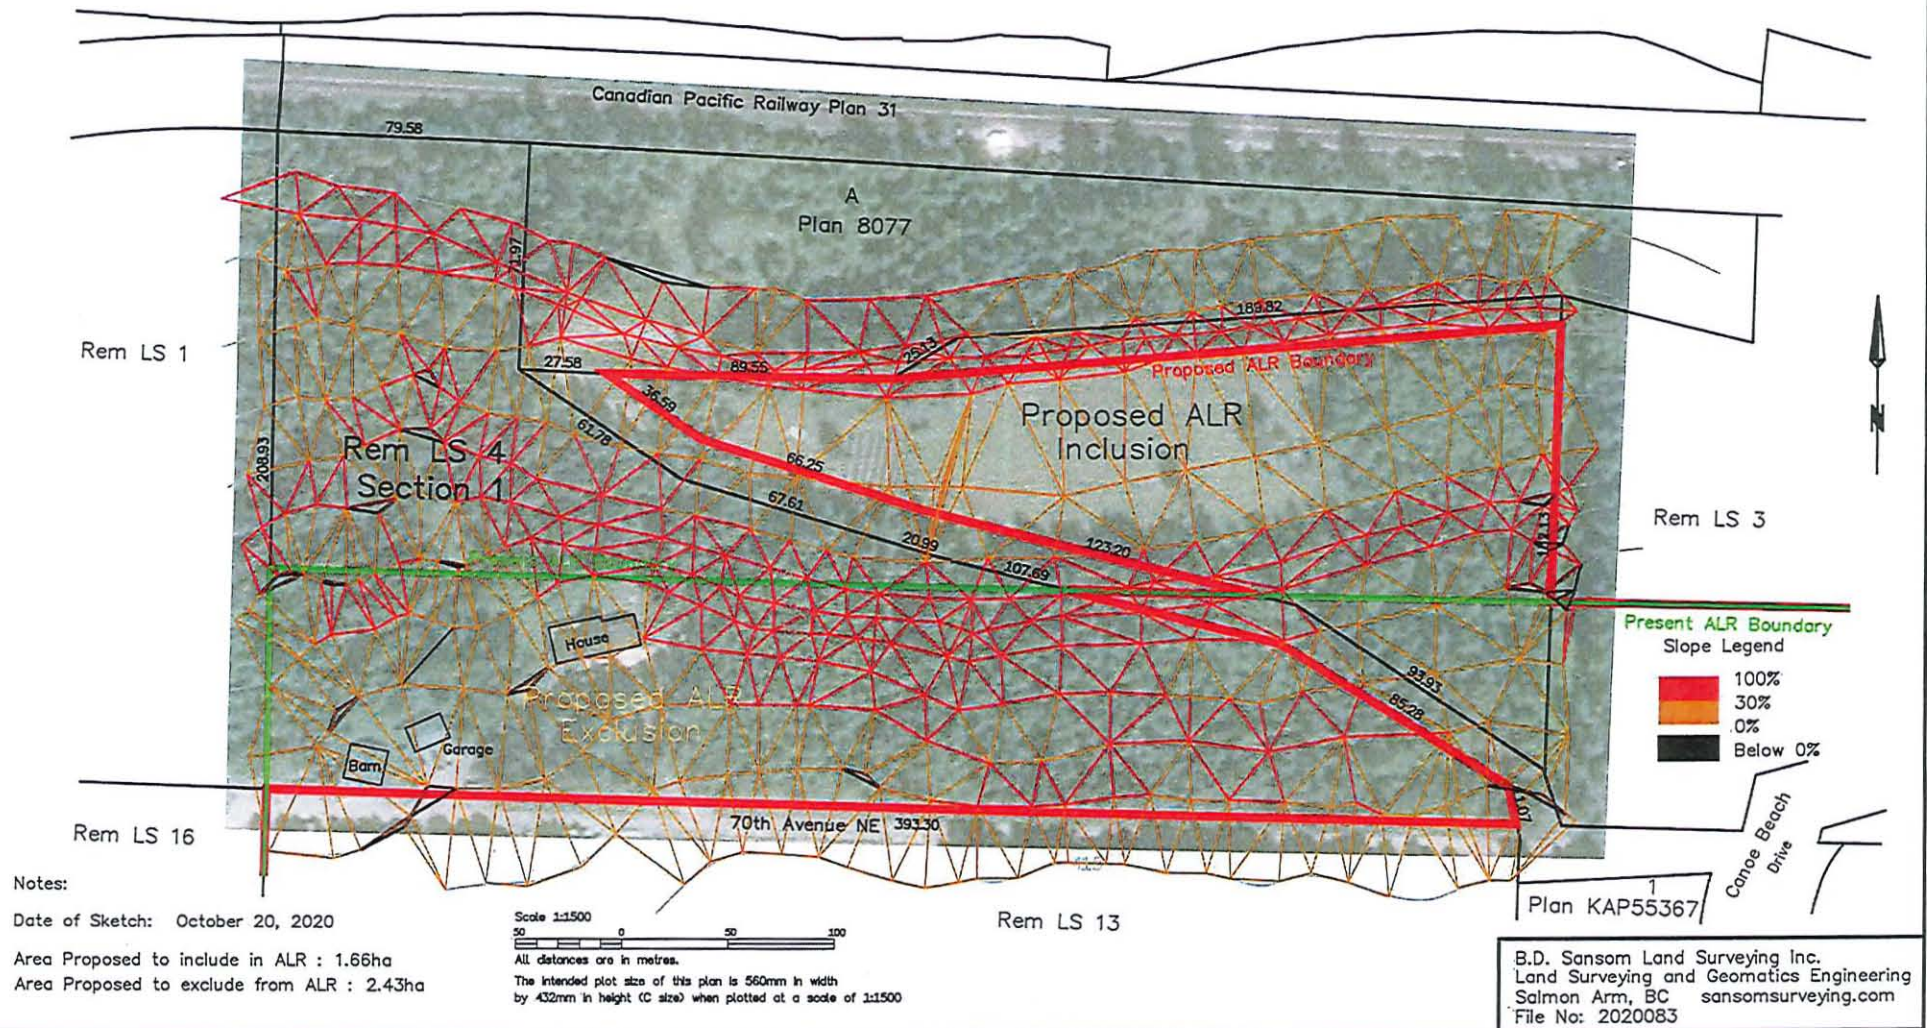 Canadian Pacific Railway Plan 31
79.58
A
Plan 8077
1.97
189.82
25.13
Rem LS 1
27.58
89.55
Proposed ALR Boundary
36.59
Proposed ALR
Inclusion
61.78
Rem LS 4
Section 1
208.93
66.25
67.61
N
Rem LS 3
20.99
123.20
107.69
Present ALR Boundary
Slope Legend
100%
30%
0%
Below 0%
House
93.93
85.28
Proposed ALR
Exclusion
Garage
Barn
1.07
70th Avenue NE 393.30
Rem LS 16
Canoe Beach
Drive
1
Plan KAP55367
Rem LS 13
Notes:
Date of Sketch: October 20, 2020
Area Proposed to include in ALR : 1.66ha
Area Proposed to exclude from ALR : 2.43ha
Scale 1:1500
50 0 50 100
All distances are in metres.
The intended plot size of this plan is 560mm in width
by 432mm in height (C size) when plotted at a scale of 1:1500
B.D. Sansom Land Surveying Inc.
Land Surveying and Geomatics Engineering
Salmon Arm, BC sansomsurveying.com
File No: 2020083